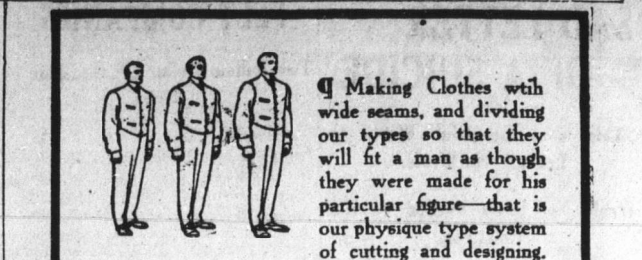 ¶ Making Clothes wtih
wide seams, and dividing
our types so that they
will fit a man as though
they were made for his
particular figure—that is
our physique type system
of cutting and designing.